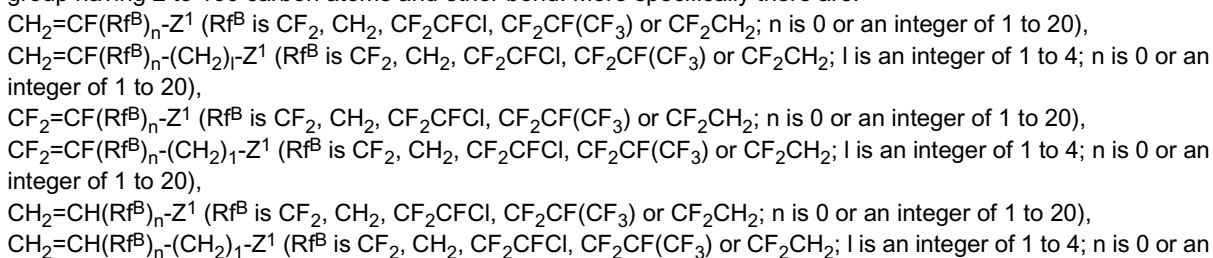 group having 2 to 100 carbon atoms and ether bond. More specifically there are:
CH₂=CF(Rfᴮ)ₙ-Z¹ (Rfᴮ is CF₂, CH₂, CF₂CFCl, CF₂CF(CF₃) or CF₂CH₂; n is 0 or an integer of 1 to 20),
CH₂=CF(Rfᴮ)ₙ-(CH₂)ₗ-Z¹ (Rfᴮ is CF₂, CH₂, CF₂CFCl, CF₂CF(CF₃) or CF₂CH₂; l is an integer of 1 to 4; n is 0 or an
integer of 1 to 20),
CF₂=CF(Rfᴮ)ₙ-Z¹ (Rfᴮ is CF₂, CH₂, CF₂CFCl, CF₂CF(CF₃) or CF₂CH₂; n is 0 or an integer of 1 to 20),
CF₂=CF(Rfᴮ)ₙ-(CH₂)₁-Z¹ (Rfᴮ is CF₂, CH₂, CF₂CFCl, CF₂CF(CF₃) or CF₂CH₂; l is an integer of 1 to 4; n is 0 or an
integer of 1 to 20),
CH₂=CH(Rfᴮ)ₙ-Z¹ (Rfᴮ is CF₂, CH₂, CF₂CFCl, CF₂CF(CF₃) or CF₂CH₂; n is 0 or an integer of 1 to 20),
CH₂=CH(Rfᴮ)ₙ-(CH₂)₁-Z¹ (Rfᴮ is CF₂, CH₂, CF₂CFCl, CF₂CF(CF₃) or CF₂CH₂; l is an integer of 1 to 4; n is 0 or an